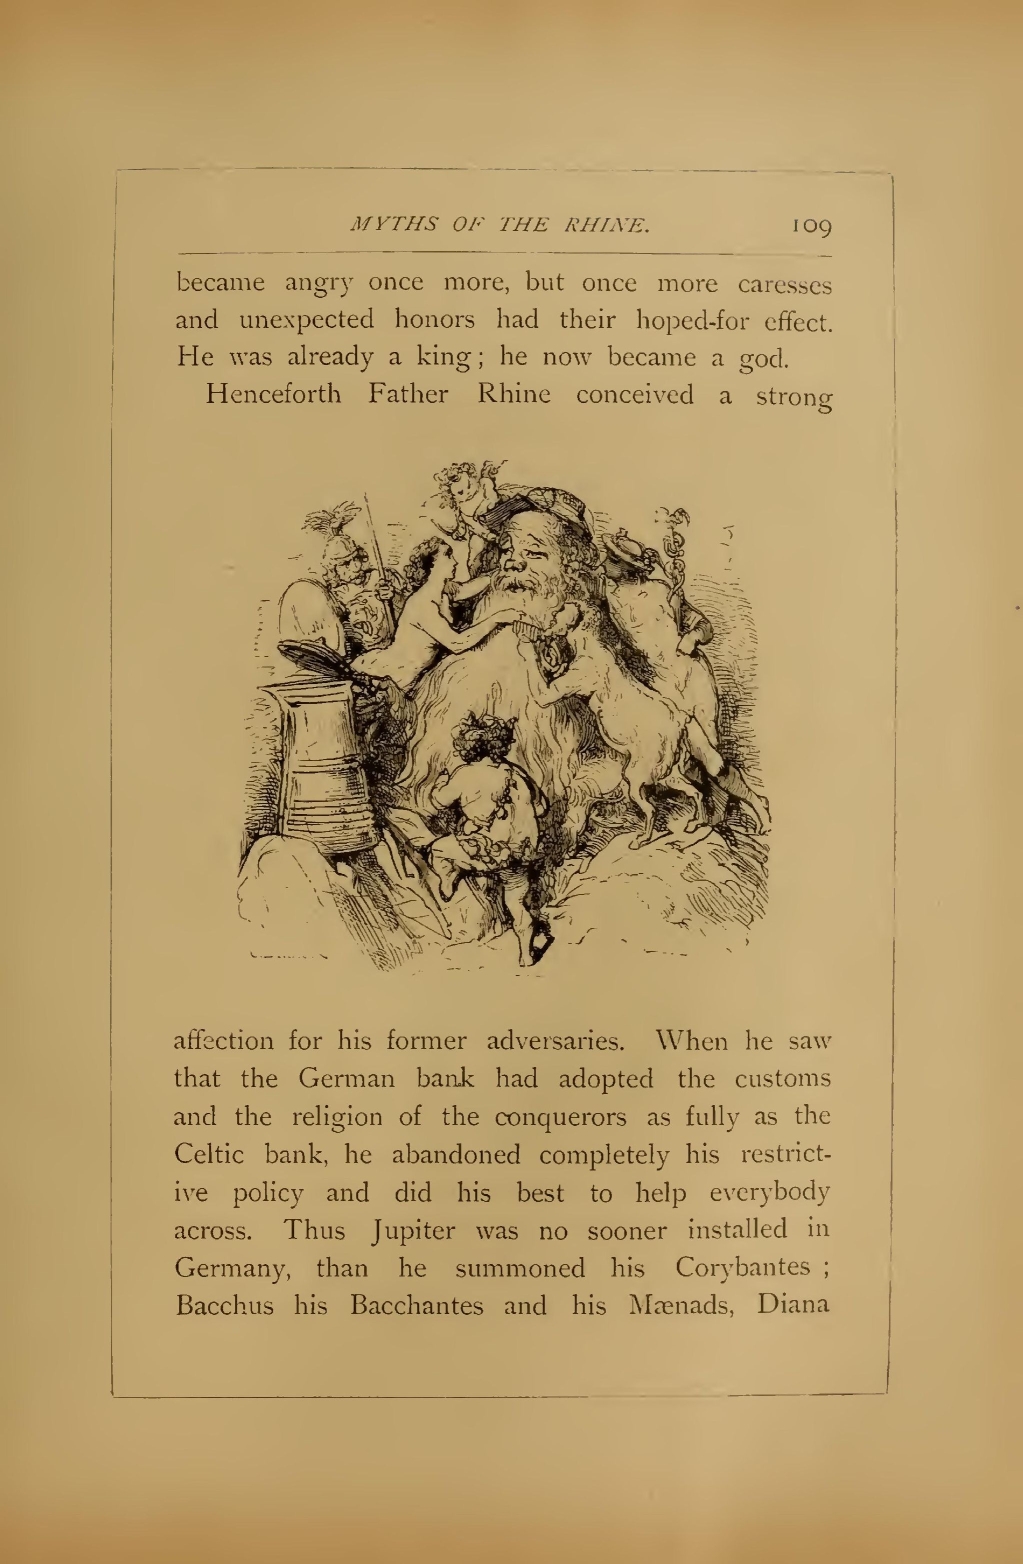 MYTHS OF THE RHINE. 109
became angry once more, but once more caresses
and unexpected honors had their hoped-for effect.
He was already a king; he now became a god.
Henceforth Father Rhine conceived a strong
affection for his former adversaries. When he saw
that the German bank had adopted the customs
and the religion of the conquerors as fully as the
Celtic bank, he abandoned completely his restrict-
ive policy and did his best to help everybody
across. Thus Jupiter was no sooner installed in
Germany, than he summoned his Corybantes ;
Bacchus his Bacchantes and his Mænads, Diana